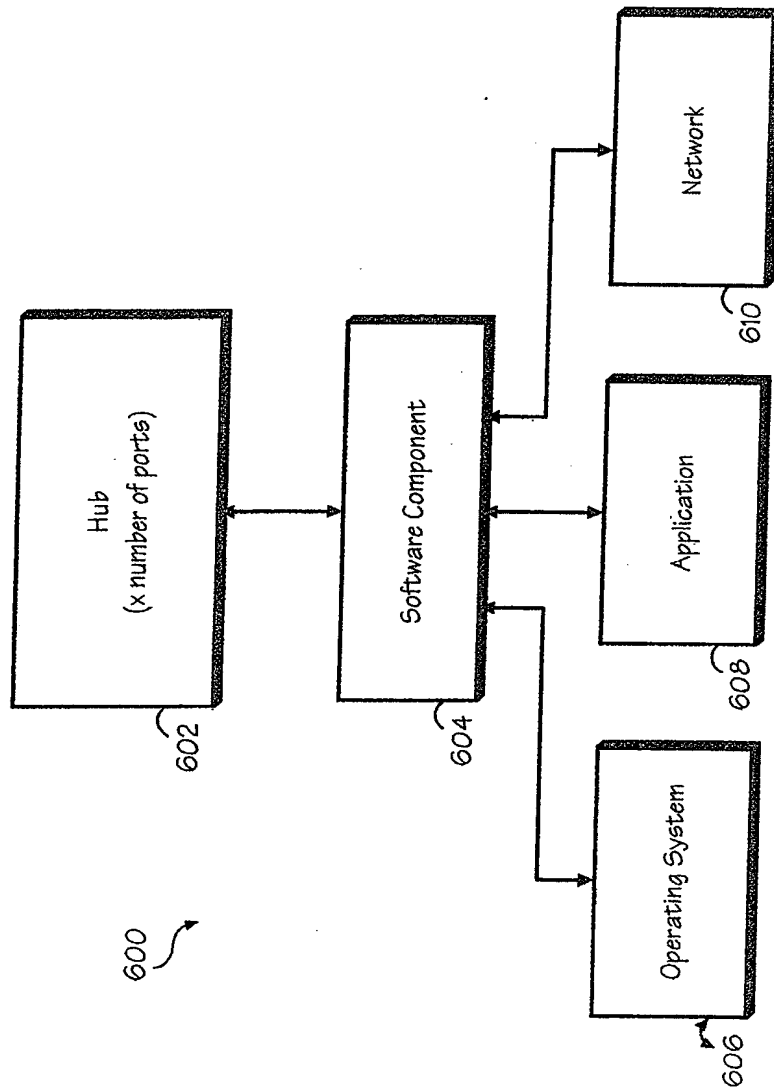 600
Hub
(x number of ports)
602
Software Component
604
Operating System
606
Application
608
Network
610